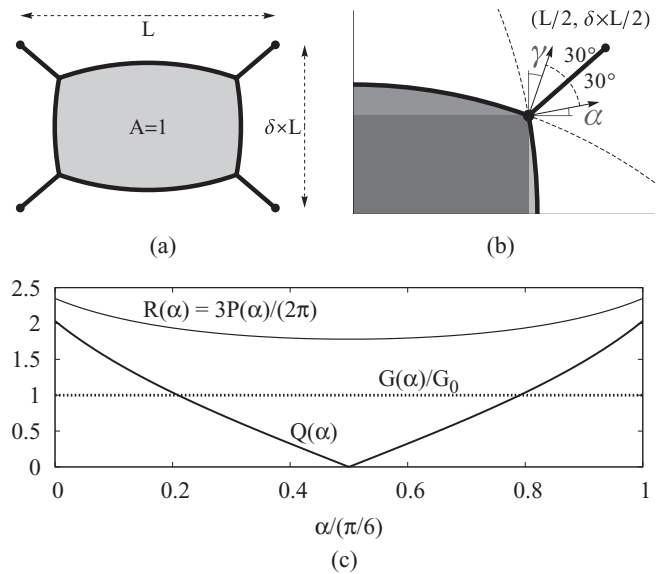 L
A=1
δ×L
(a)
(L/2, δ×L/2)
30°
30°
γ
α
(b)
2.5
2
1.5
1
0.5
0
R(α) = 3P(α)/(2π)
G(α)/G₀
Q(α)
0
0.2
0.4
0.6
0.8
1
α/(π/6)
(c)